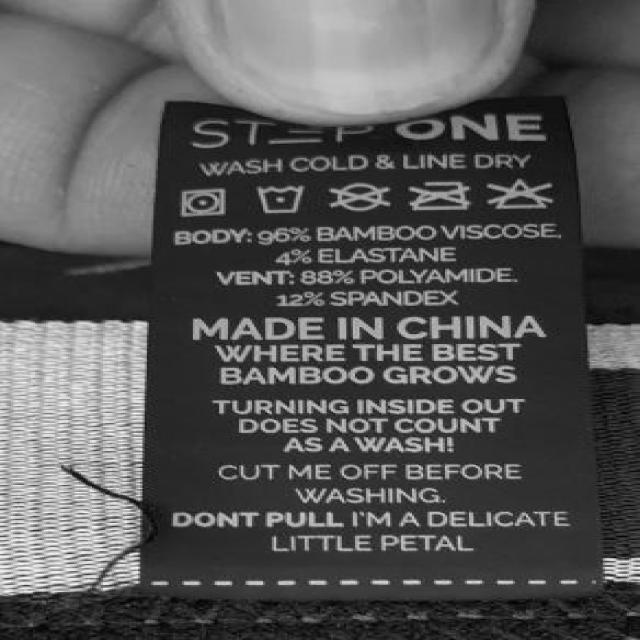 STEP ONE
WASH COLD & LINE DRY
BODY: 96% BAMBOO VISCOSE,
4% ELASTANE
VENT: 88% POLYAMIDE.
12% SPANDEX
MADE IN CHINA
WHERE THE BEST
BAMBOO GROWS
TURNING INSIDE OUT
DOES NOT COUNT
AS A WASH!
CUT ME OFF BEFORE
WASHING.
DONT PULL I'M A DELICATE
LITTLE PETAL